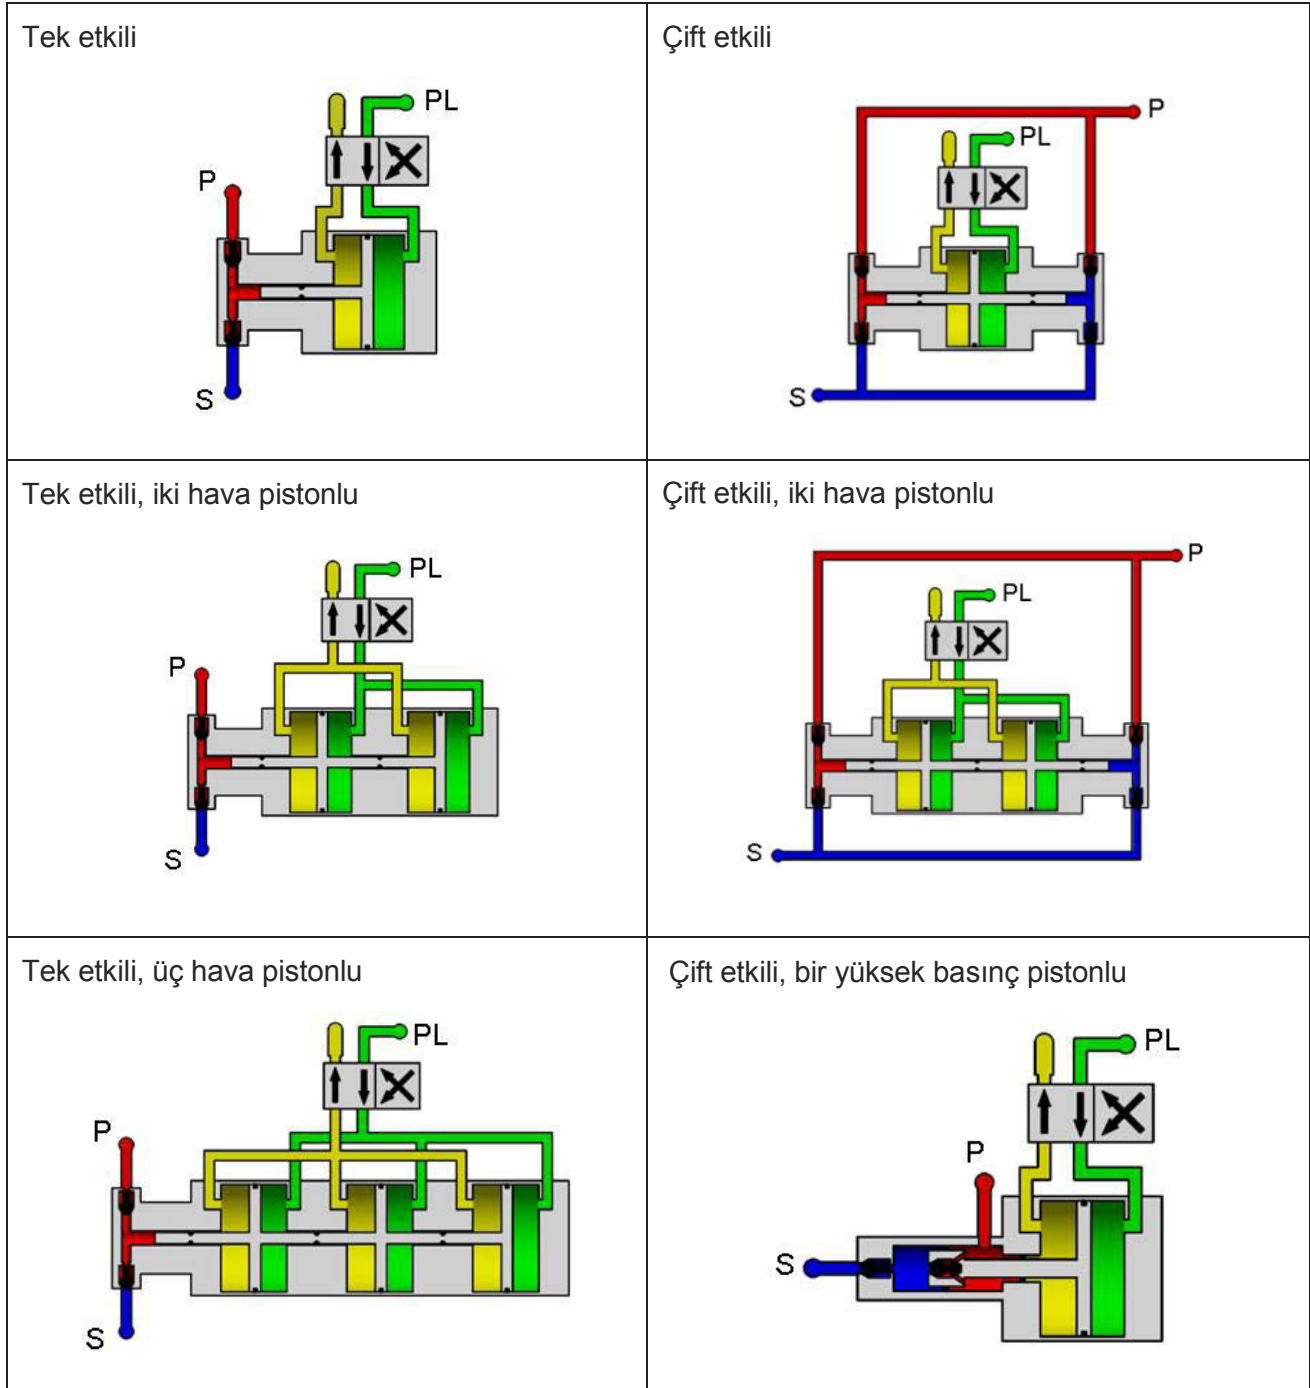 Tek etkili
PL
P
S
Çift etkili
P
PL
S
Tek etkili, iki hava pistonlu
PL
P
S
Çift etkili, iki hava pistonlu
P
PL
S
Tek etkili, üç hava pistonlu
PL
P
S
Çift etkili, bir yüksek basınç pistonlu
PL
P
S